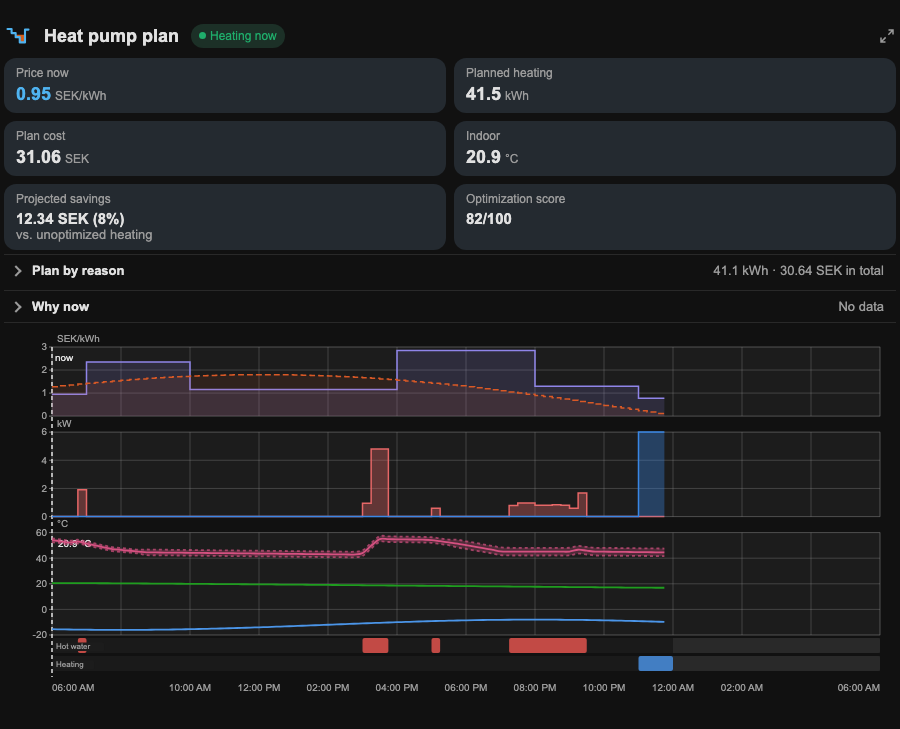 Heat pump plan
Heating now
Price now
0.95 SEK/kWh
Planned heating
41.5 kWh
Plan cost
31.06 SEK
Indoor
20.9 °C
Projected savings
12.34 SEK (8%)
vs. unoptimized heating
Optimization score
82/100
Plan by reason
41.1 kWh · 30.64 SEK in total
Why now
No data
SEK/kWh
3
now
2
1
0
kW
6
4
2
0
°C
60
20.9 °C
40
20
0
-20
Hot water
Heating
06:00 AM
10:00 AM
12:00 PM
02:00 PM
04:00 PM
06:00 PM
08:00 PM
10:00 PM
12:00 AM
02:00 AM
06:00 AM